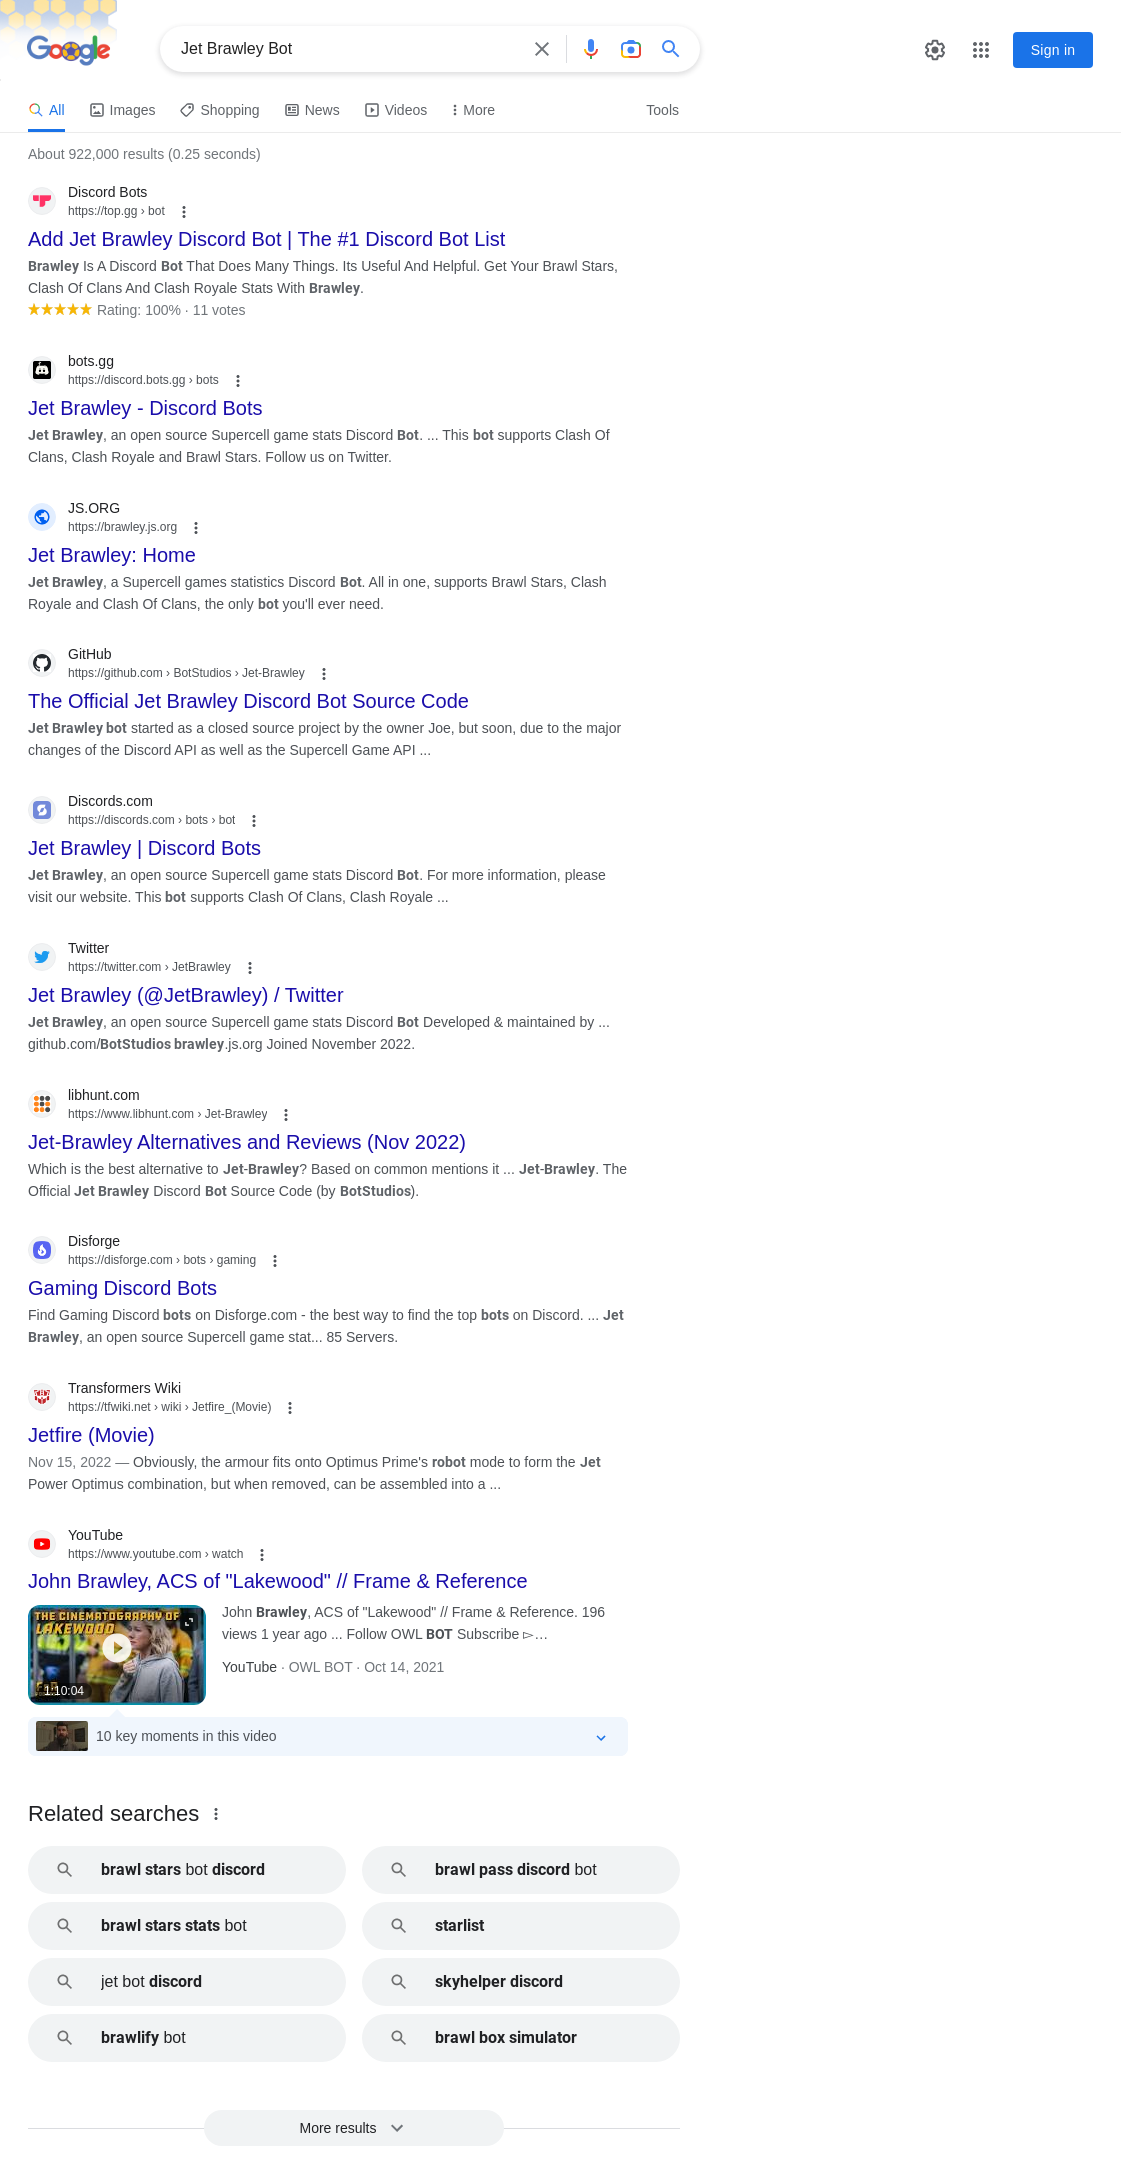 Google
Jet Brawley Bot
Sign in
All
Images
Shopping
News
Videos
More
Tools
About 922,000 results (0.25 seconds)
Discord Bots
https://top.gg › bot
Add Jet Brawley Discord Bot | The #1 Discord Bot List
Brawley Is A Discord Bot That Does Many Things. Its Useful And Helpful. Get Your Brawl Stars,
Clash Of Clans And Clash Royale Stats With Brawley.
Rating: 100% · 11 votes
bots.gg
https://discord.bots.gg › bots
Jet Brawley - Discord Bots
Jet Brawley, an open source Supercell game stats Discord Bot. ... This bot supports Clash Of
Clans, Clash Royale and Brawl Stars. Follow us on Twitter.
JS.ORG
https://brawley.js.org
Jet Brawley: Home
Jet Brawley, a Supercell games statistics Discord Bot. All in one, supports Brawl Stars, Clash
Royale and Clash Of Clans, the only bot you'll ever need.
GitHub
https://github.com › BotStudios › Jet-Brawley
The Official Jet Brawley Discord Bot Source Code
Jet Brawley bot started as a closed source project by the owner Joe, but soon, due to the major
changes of the Discord API as well as the Supercell Game API ...
Discords.com
https://discords.com › bots › bot
Jet Brawley | Discord Bots
Jet Brawley, an open source Supercell game stats Discord Bot. For more information, please
visit our website. This bot supports Clash Of Clans, Clash Royale ...
Twitter
https://twitter.com › JetBrawley
Jet Brawley (@JetBrawley) / Twitter
Jet Brawley, an open source Supercell game stats Discord Bot Developed & maintained by ...
github.com/BotStudios brawley.js.org Joined November 2022.
libhunt.com
https://www.libhunt.com › Jet-Brawley
Jet-Brawley Alternatives and Reviews (Nov 2022)
Which is the best alternative to Jet-Brawley? Based on common mentions it ... Jet-Brawley. The
Official Jet Brawley Discord Bot Source Code (by BotStudios).
Disforge
https://disforge.com › bots › gaming
Gaming Discord Bots
Find Gaming Discord bots on Disforge.com - the best way to find the top bots on Discord. ... Jet
Brawley, an open source Supercell game stat... 85 Servers.
Transformers Wiki
https://tfwiki.net › wiki › Jetfire_(Movie)
Jetfire (Movie)
Nov 15, 2022 — Obviously, the armour fits onto Optimus Prime's robot mode to form the Jet
Power Optimus combination, but when removed, can be assembled into a ...
YouTube
https://www.youtube.com › watch
John Brawley, ACS of "Lakewood" // Frame & Reference
THE CINEMATOGRAPHY OF
LAKEWOOD
1:10:04
John Brawley, ACS of "Lakewood" // Frame & Reference. 196
views 1 year ago ... Follow OWL BOT Subscribe ▻…
YouTube · OWL BOT · Oct 14, 2021
10 key moments in this video
Related searches
brawl stars bot discord
brawl pass discord bot
brawl stars stats bot
starlist
jet bot discord
skyhelper discord
brawlify bot
brawl box simulator
More results